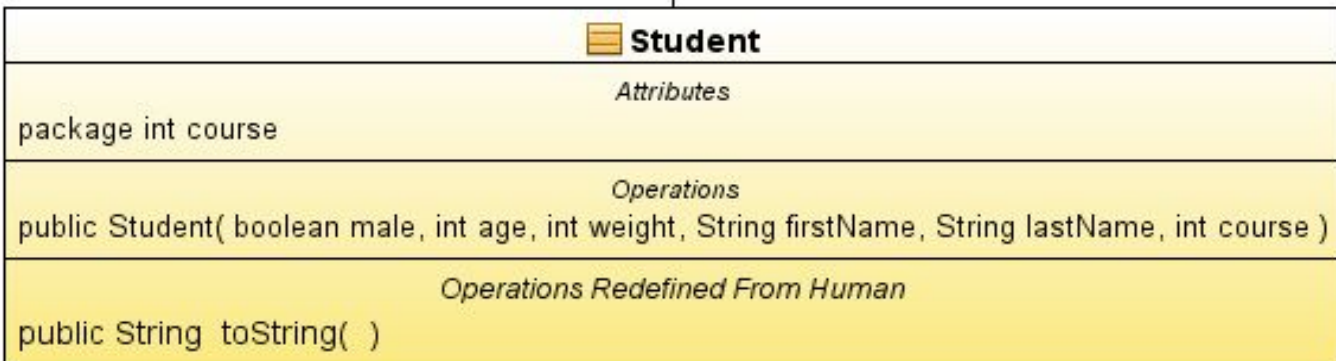 Student
Attributes
package int course
Operations
public Student( boolean male, int age, int weight, String firstName, String lastName, int course )
Operations Redefined From Human
public String  toString(  )